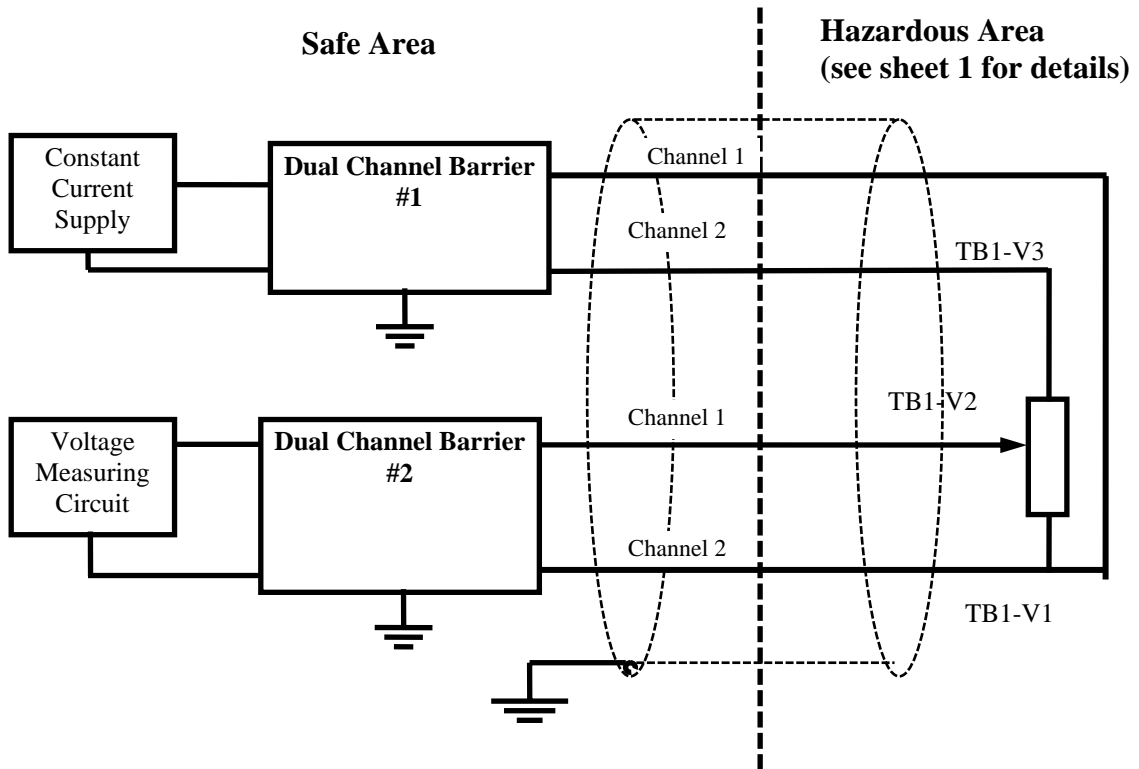 Safe Area
Hazardous Area
(see sheet 1 for details)
Constant
Current
Supply
Dual Channel Barrier
#1
Channel 1
Channel 2
TB1-V3
Voltage
Measuring
Circuit
Dual Channel Barrier
#2
Channel 1
TB1-V2
Channel 2
TB1-V1